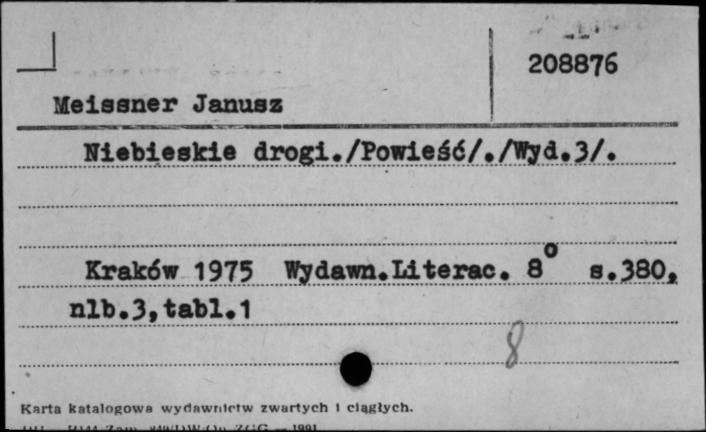 208876
Meissner Janusz
Niebieskie drogi./Powieść/./Wyd.3/.
Kraków 1975 Wydawn.Literac. 8° s.380,
nlb.3,tabl.1
8
Karta katalogowa wydawnictw zwartych i ciągłych.